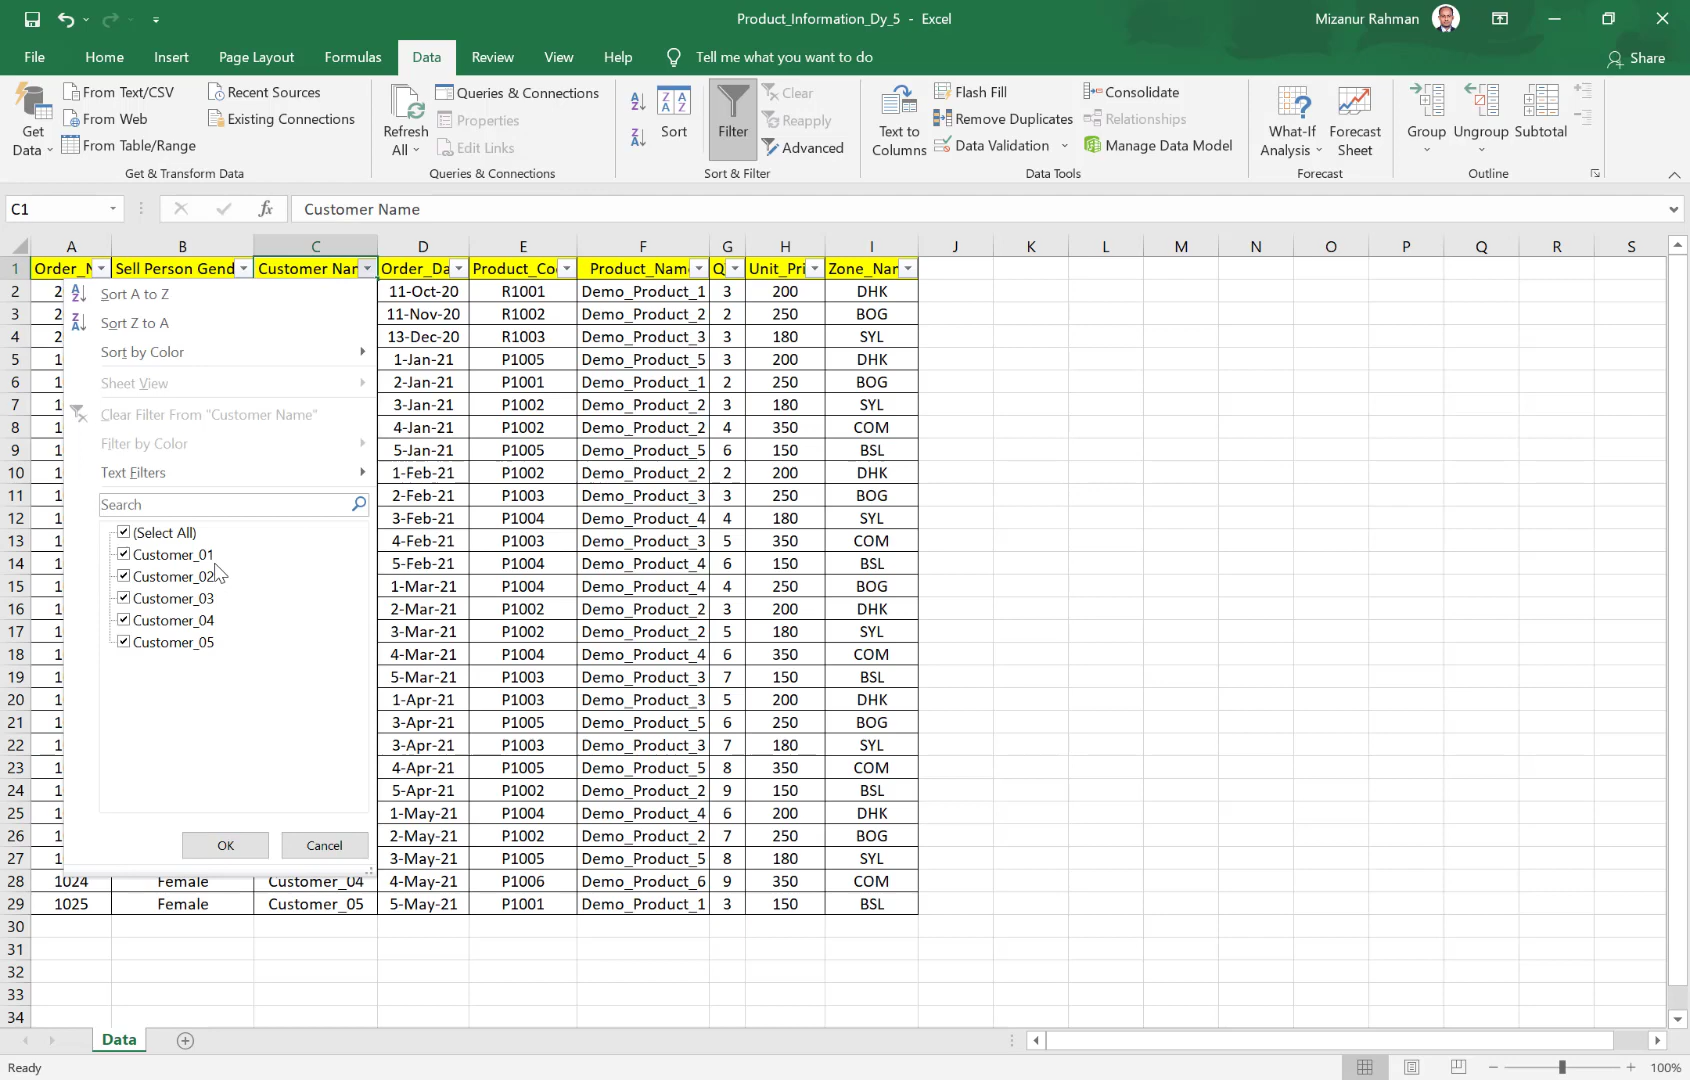 Product_Information_Dy_5 - Excel
Mizanur Rahman
File Home Insert Page Layout Formulas Data Review View Help Tell me what you want to do Share
Get Data
From Text/CSV
From Web
From Table/Range
Recent Sources
Existing Connections
Get & Transform Data
Refresh All
Queries & Connections
Properties
Edit Links
Queries & Connections
Sort
Filter
Clear
Reapply
Advanced
Sort & Filter
Text to Columns
Flash Fill
Remove Duplicates
Data Validation
Consolidate
Relationships
Manage Data Model
Data Tools
What-If Analysis
Forecast Sheet
Forecast
Group
Ungroup
Subtotal
Outline
C1 fx Customer Name
A B C D E F G H I J K L M N O P Q R S
1 Order_N Sell Person Gend Customer Nar Order_Da Product_Co Product_Nam Q Unit_Pri Zone_Nar
2 2 11-Oct-20 R1001 Demo_Product_1 3 200 DHK
3 2 11-Nov-20 R1002 Demo_Product_2 2 250 BOG
4 2 13-Dec-20 R1003 Demo_Product_3 3 180 SYL
5 1 1-Jan-21 P1005 Demo_Product_5 3 200 DHK
6 1 2-Jan-21 P1001 Demo_Product_1 2 250 BOG
7 1 3-Jan-21 P1002 Demo_Product_2 3 180 SYL
8 1 4-Jan-21 P1002 Demo_Product_2 4 350 COM
9 1 5-Jan-21 P1005 Demo_Product_5 6 150 BSL
10 1 1-Feb-21 P1002 Demo_Product_2 2 200 DHK
11 1 2-Feb-21 P1003 Demo_Product_3 3 250 BOG
12 1 3-Feb-21 P1004 Demo_Product_4 4 180 SYL
13 1 4-Feb-21 P1003 Demo_Product_3 5 350 COM
14 1 5-Feb-21 P1004 Demo_Product_4 6 150 BSL
15 1 1-Mar-21 P1004 Demo_Product_4 4 250 BOG
16 1 2-Mar-21 P1002 Demo_Product_2 3 200 DHK
17 1 3-Mar-21 P1002 Demo_Product_2 5 180 SYL
18 1 4-Mar-21 P1004 Demo_Product_4 6 350 COM
19 1 5-Mar-21 P1003 Demo_Product_3 7 150 BSL
20 1 1-Apr-21 P1003 Demo_Product_3 5 200 DHK
21 1 3-Apr-21 P1005 Demo_Product_5 6 250 BOG
22 1 3-Apr-21 P1003 Demo_Product_3 7 180 SYL
23 1 4-Apr-21 P1005 Demo_Product_5 8 350 COM
24 1 5-Apr-21 P1002 Demo_Product_2 9 150 BSL
25 1 1-May-21 P1004 Demo_Product_4 6 200 DHK
26 1 2-May-21 P1002 Demo_Product_2 7 250 BOG
27 1 3-May-21 P1005 Demo_Product_5 8 180 SYL
28 1024 Female Customer_04 4-May-21 P1006 Demo_Product_6 9 350 COM
29 1025 Female Customer_05 5-May-21 P1001 Demo_Product_1 3 150 BSL
30
31
32
33
34
Sort A to Z
Sort Z to A
Sort by Color
Sheet View
Clear Filter From "Customer Name"
Filter by Color
Text Filters
Search
(Select All)
Customer_01
Customer_02
Customer_03
Customer_04
Customer_05
OK Cancel
Data
Ready 100%